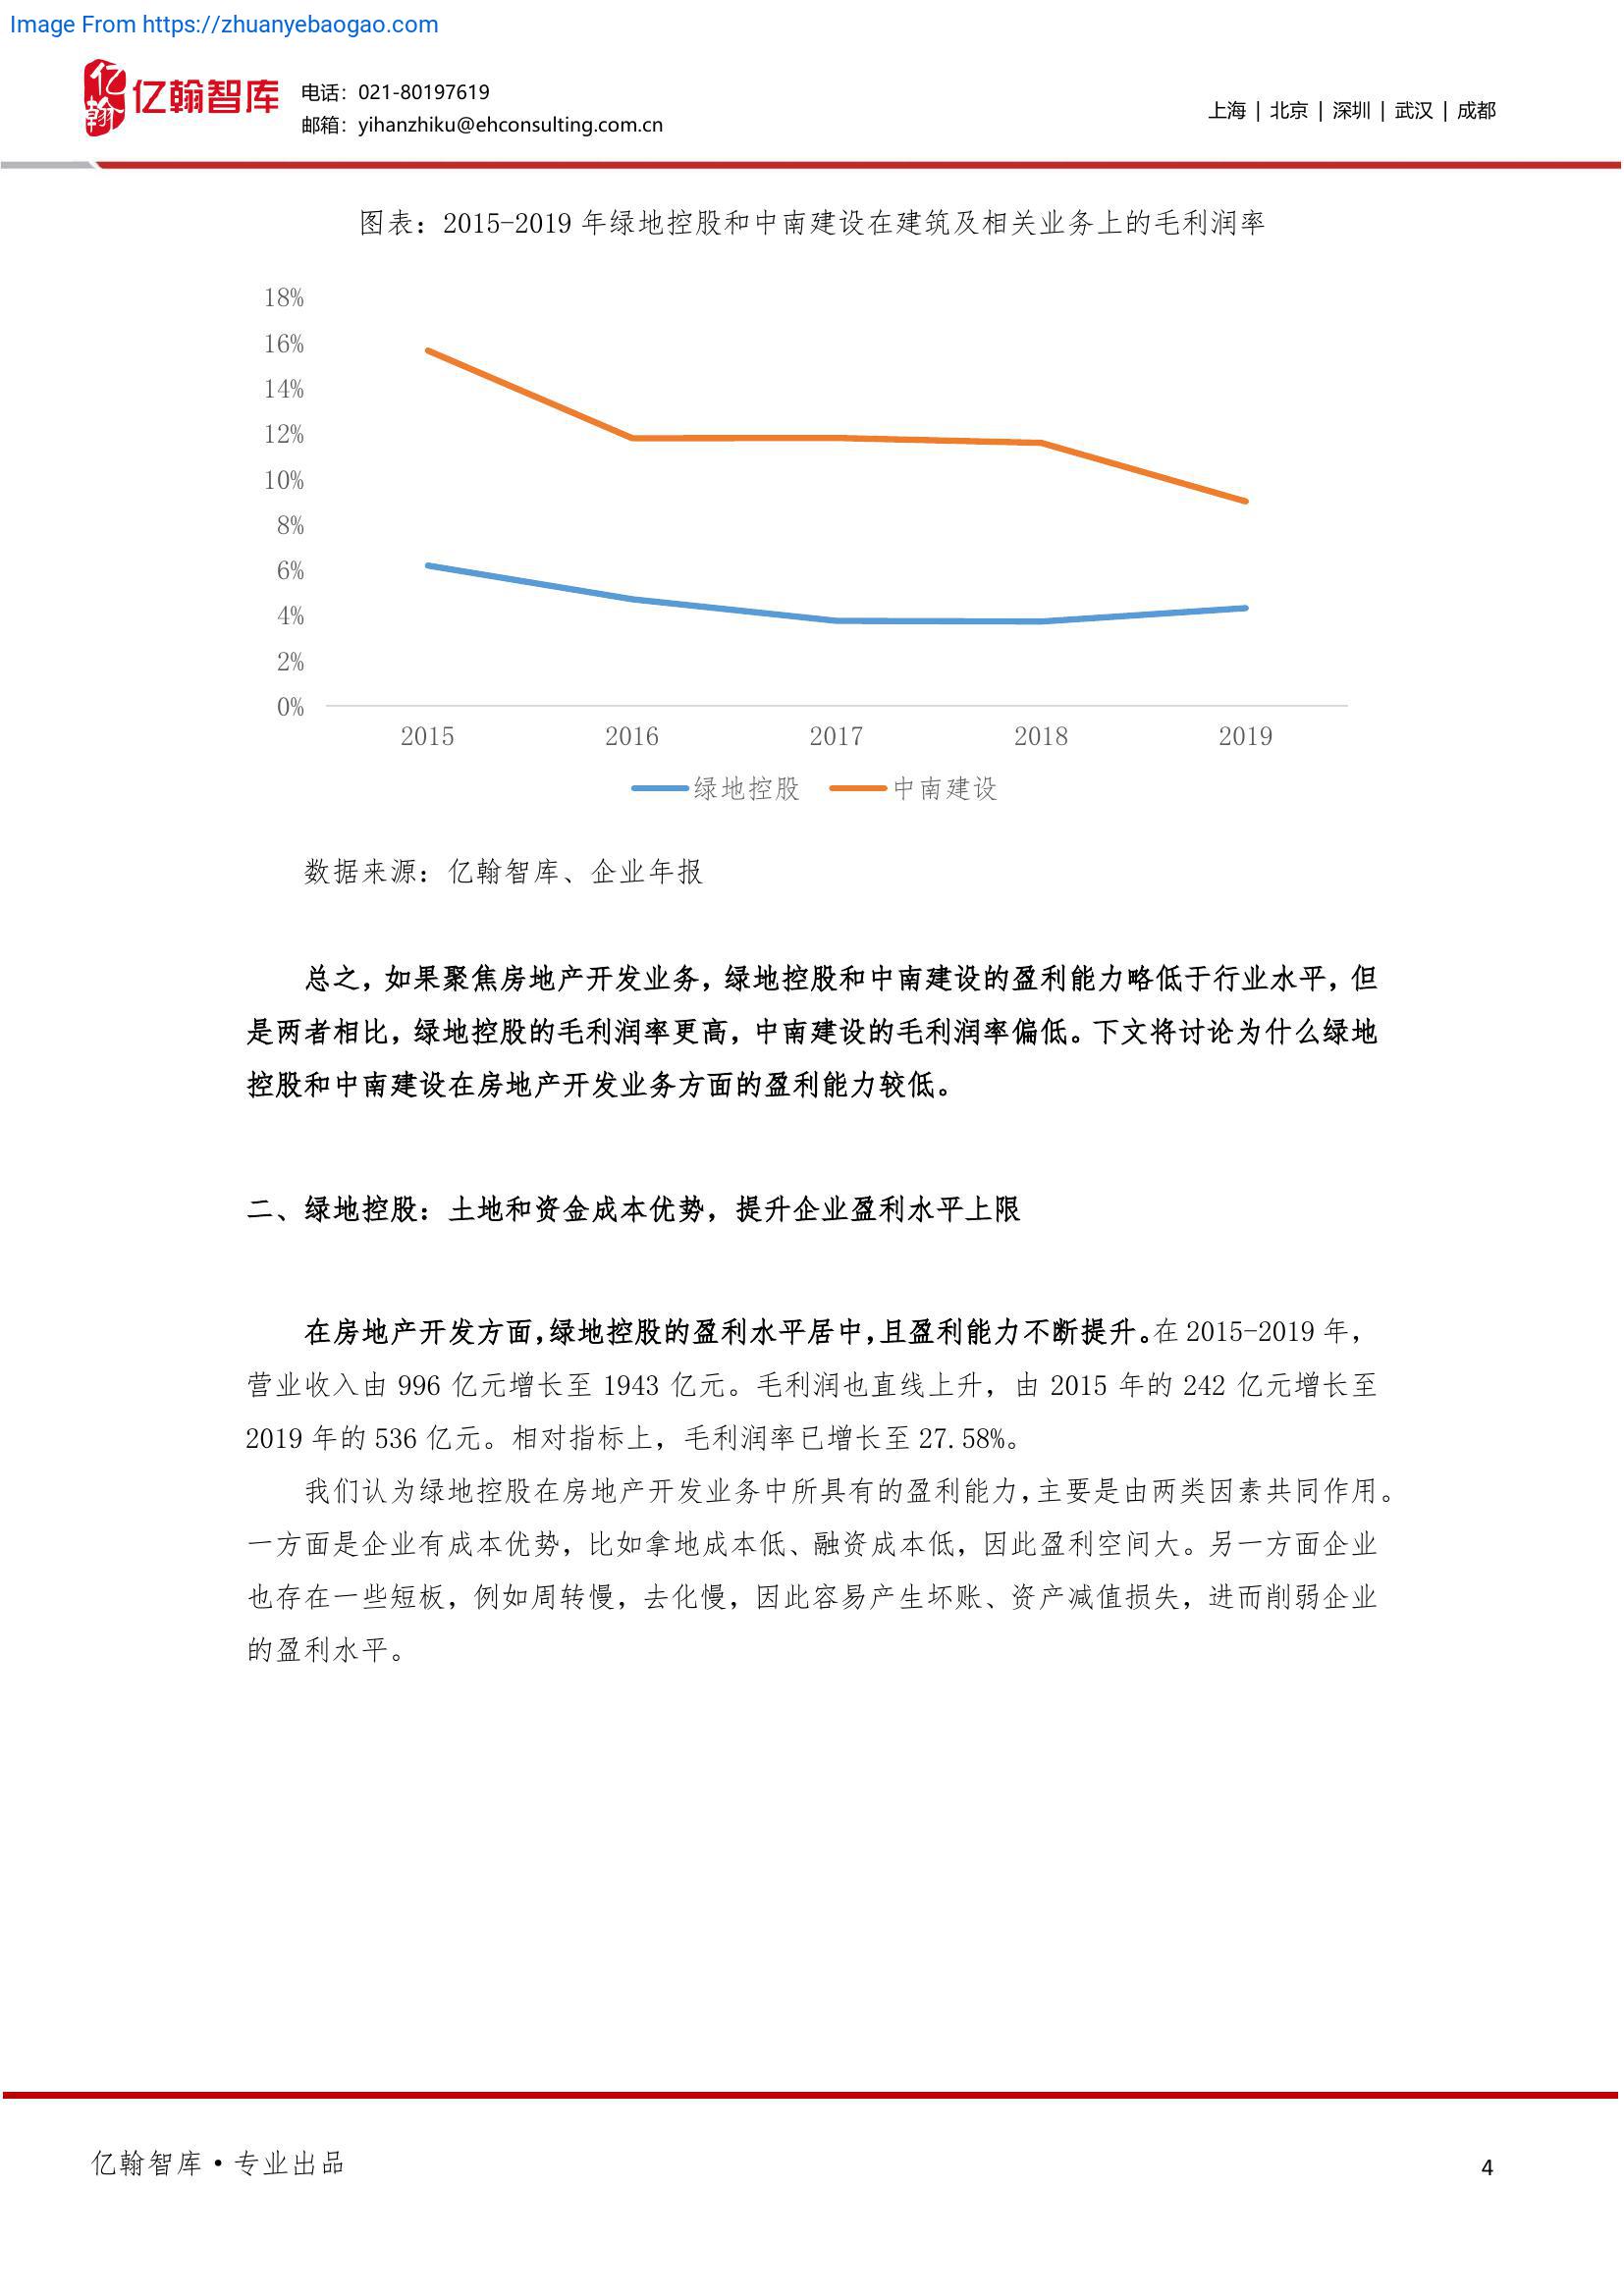 Image From https://zhuanyebaogao.com
亿翰
亿翰智库
电话：021-80197619
邮箱：yihanzhiku@ehconsulting.com.cn
上海 | 北京 | 深圳 | 武汉 | 成都
图表：2015-2019 年绿地控股和中南建设在建筑及相关业务上的毛利润率
18%
16%
14%
12%
10%
8%
6%
4%
2%
0%
2015 2016 2017 2018 2019
绿地控股 中南建设
数据来源：亿翰智库、企业年报
总之，如果聚焦房地产开发业务，绿地控股和中南建设的盈利能力略低于行业水平，但
是两者相比，绿地控股的毛利润率更高，中南建设的毛利润率偏低。下文将讨论为什么绿地
控股和中南建设在房地产开发业务方面的盈利能力较低。
二、绿地控股：土地和资金成本优势，提升企业盈利水平上限
在房地产开发方面，绿地控股的盈利水平居中，且盈利能力不断提升。在 2015-2019 年，
营业收入由 996 亿元增长至 1943 亿元。毛利润也直线上升，由 2015 年的 242 亿元增长至
2019 年的 536 亿元。相对指标上，毛利润率已增长至 27.58%。
我们认为绿地控股在房地产开发业务中所具有的盈利能力，主要是由两类因素共同作用。
一方面是企业有成本优势，比如拿地成本低、融资成本低，因此盈利空间大。另一方面企业
也存在一些短板，例如周转慢，去化慢，因此容易产生坏账、资产减值损失，进而削弱企业
的盈利水平。
亿翰智库•专业出品
4